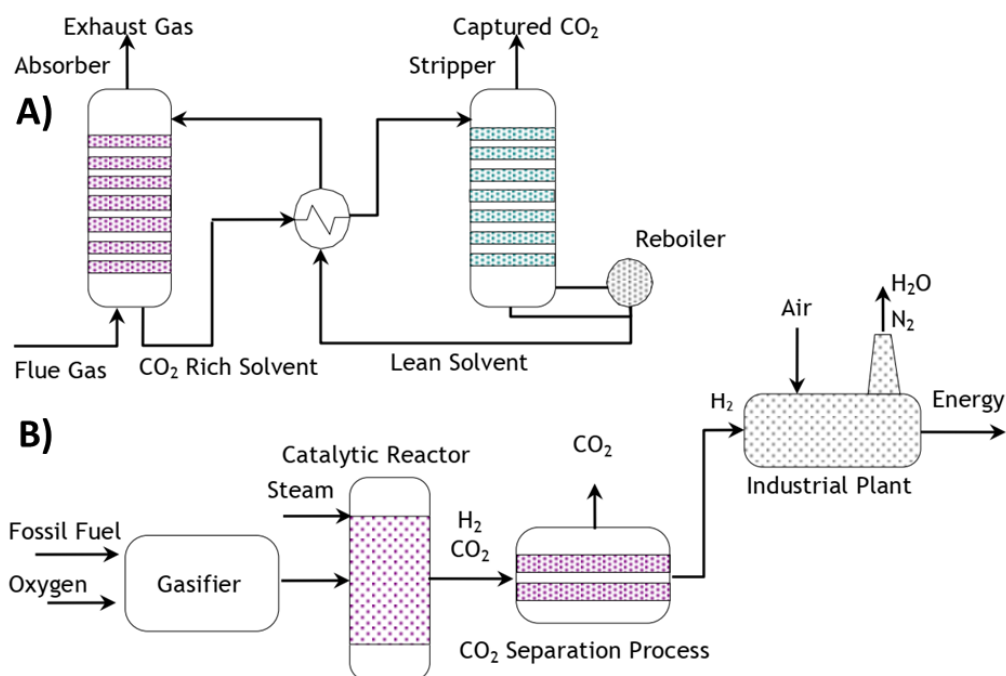 Exhaust Gas
Captured CO₂
Absorber
Stripper
A)
Reboiler
Flue Gas
CO₂ Rich Solvent
Lean Solvent
Air
H₂O
N₂
H₂
Energy
Industrial Plant
B)
Catalytic Reactor
Steam
CO₂
Fossil Fuel
Oxygen
Gasifier
H₂
CO₂
CO₂ Separation Process